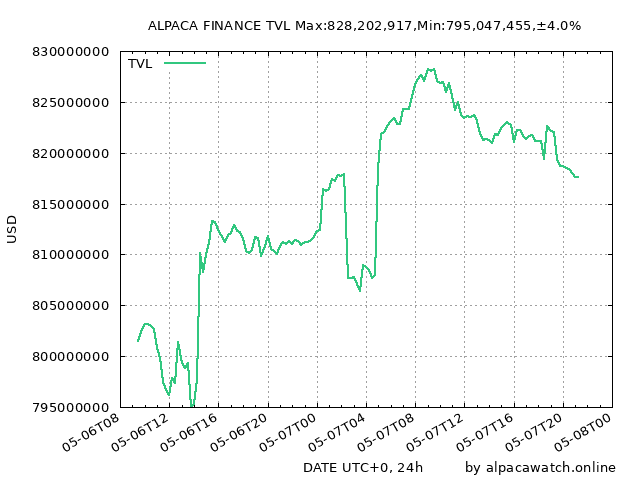 ALPACA FINANCE TVL Max:828,202,917,Min:795,047,455,±4.0%
830000000
TVL
825000000
820000000
815000000
USD
810000000
805000000
800000000
795000000
05-06T08
05-06T12
05-06T16
05-06T20
05-07T00
05-07T04
05-07T08
05-07T12
05-07T16
05-07T20
05-08T00
DATE UTC+0, 24h
by alpacawatch.online